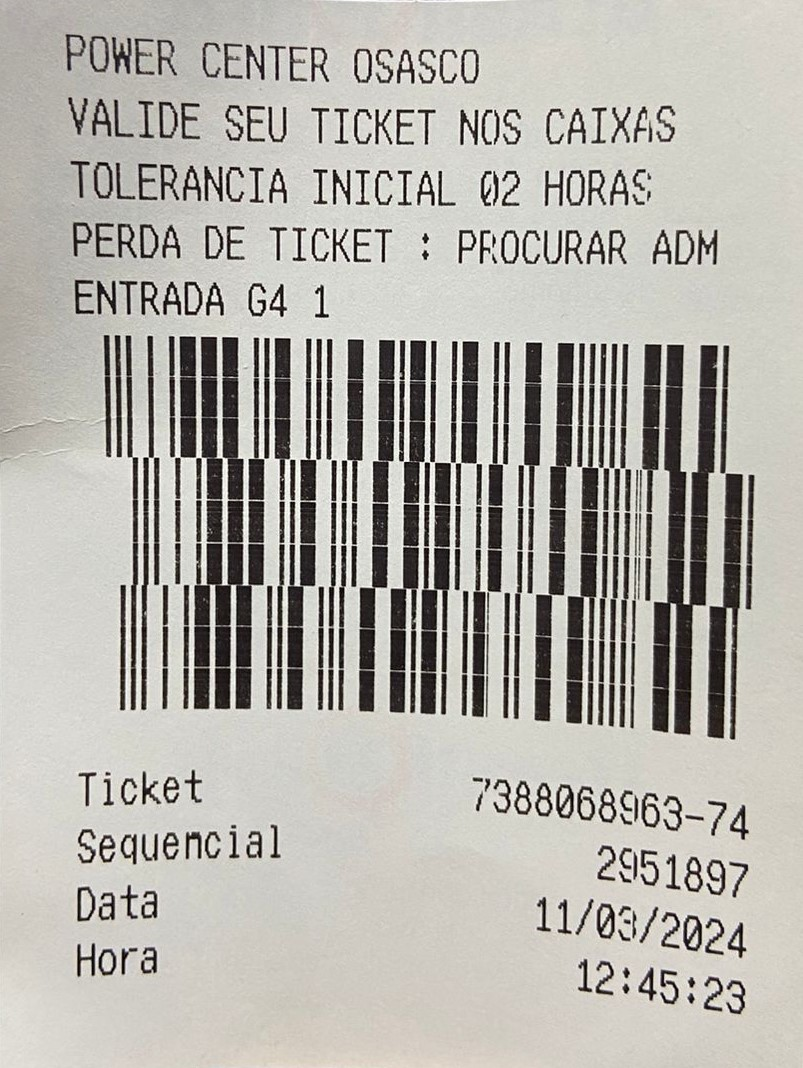 POWER CENTER OSASCO
VALIDE SEU TICKET NOS CAIXAS
TOLERANCIA INICIAL 02 HORAS
PERDA DE TICKET : PROCURAR ADM
ENTRADA G4 1
Ticket 7388068963-74
Sequencial 2951897
Data 11/03/2024
Hora 12:45:23